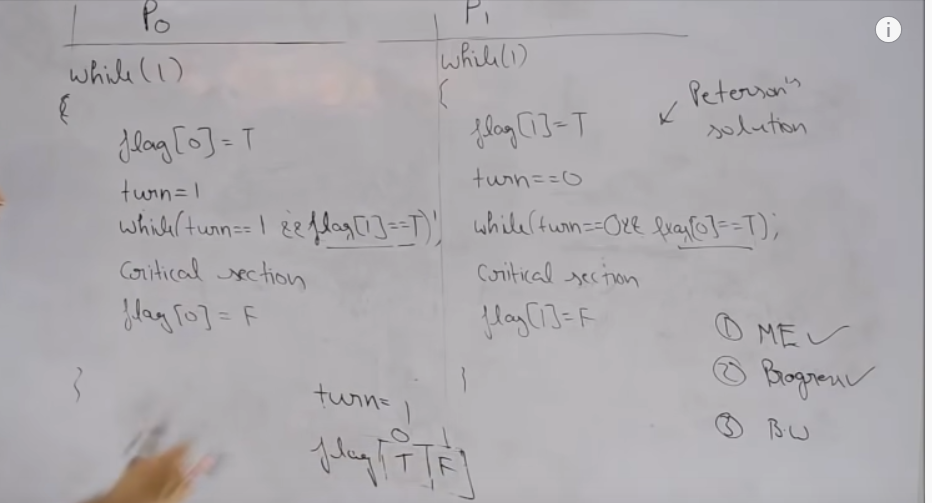 P0
while(1)
{
flag[0]=T
turn=1
while(turn==1 && flag[1]==T);
Critical section
flag[0]=F
}
P1
while(1)
{
flag[1]=T
turn==0
while(turn==0&& flag[0]==T);
Critical section
flag[1]=F
}
Peterson's
solution
① ME ✓
② Progress ✓
③ B.W
turn= 1
0 1
flag[T|F]